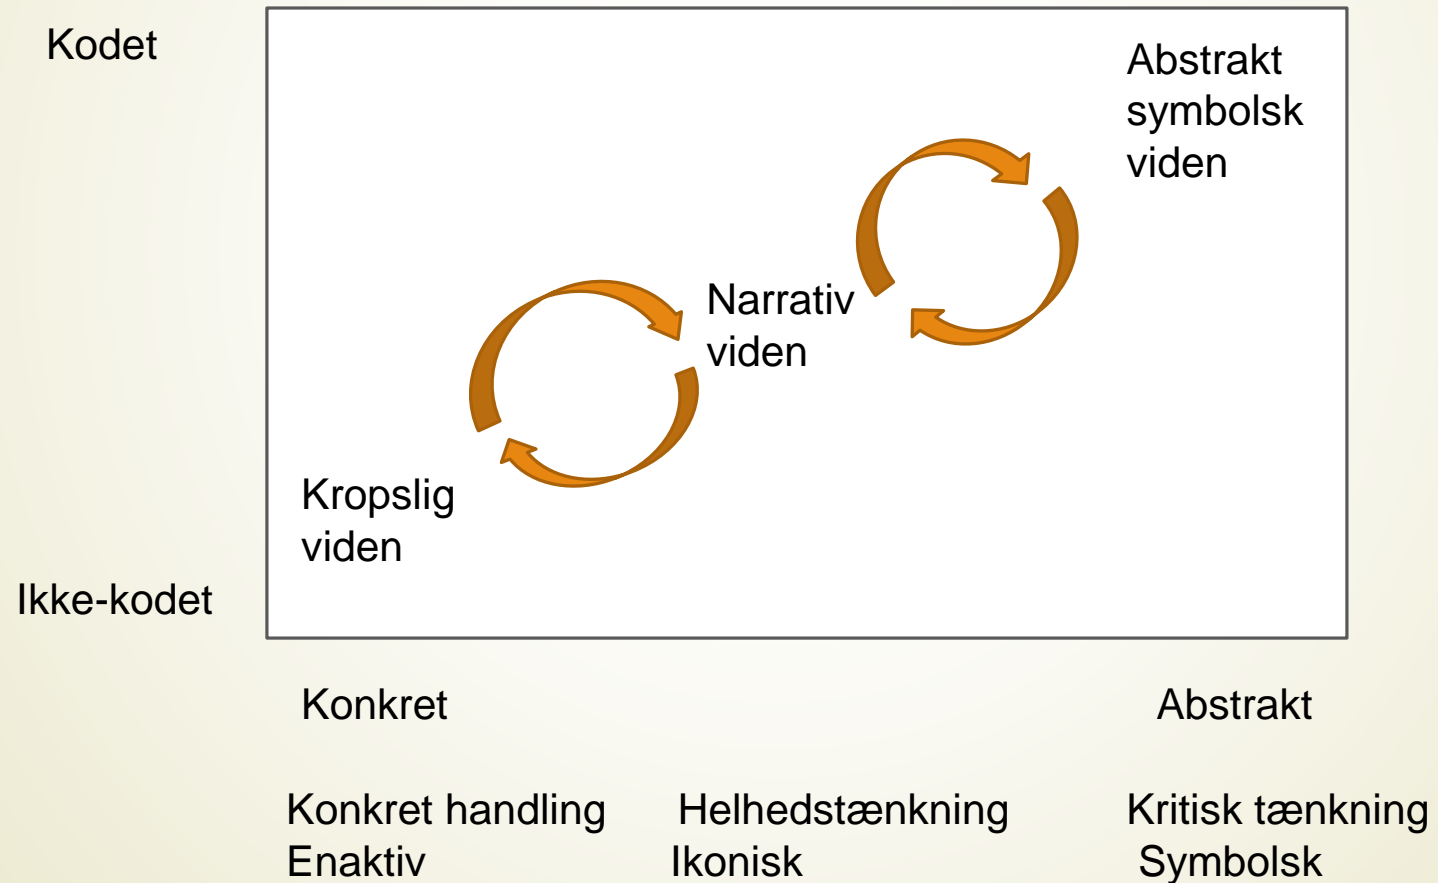 Kodet
Abstrakt
symbolsk
viden
Narrativ
viden
Kropslig
viden
Ikke-kodet
Konkret
Abstrakt
Konkret handling
Enaktiv
Helhedstænkning
Ikonisk
Kritisk tænkning
Symbolsk